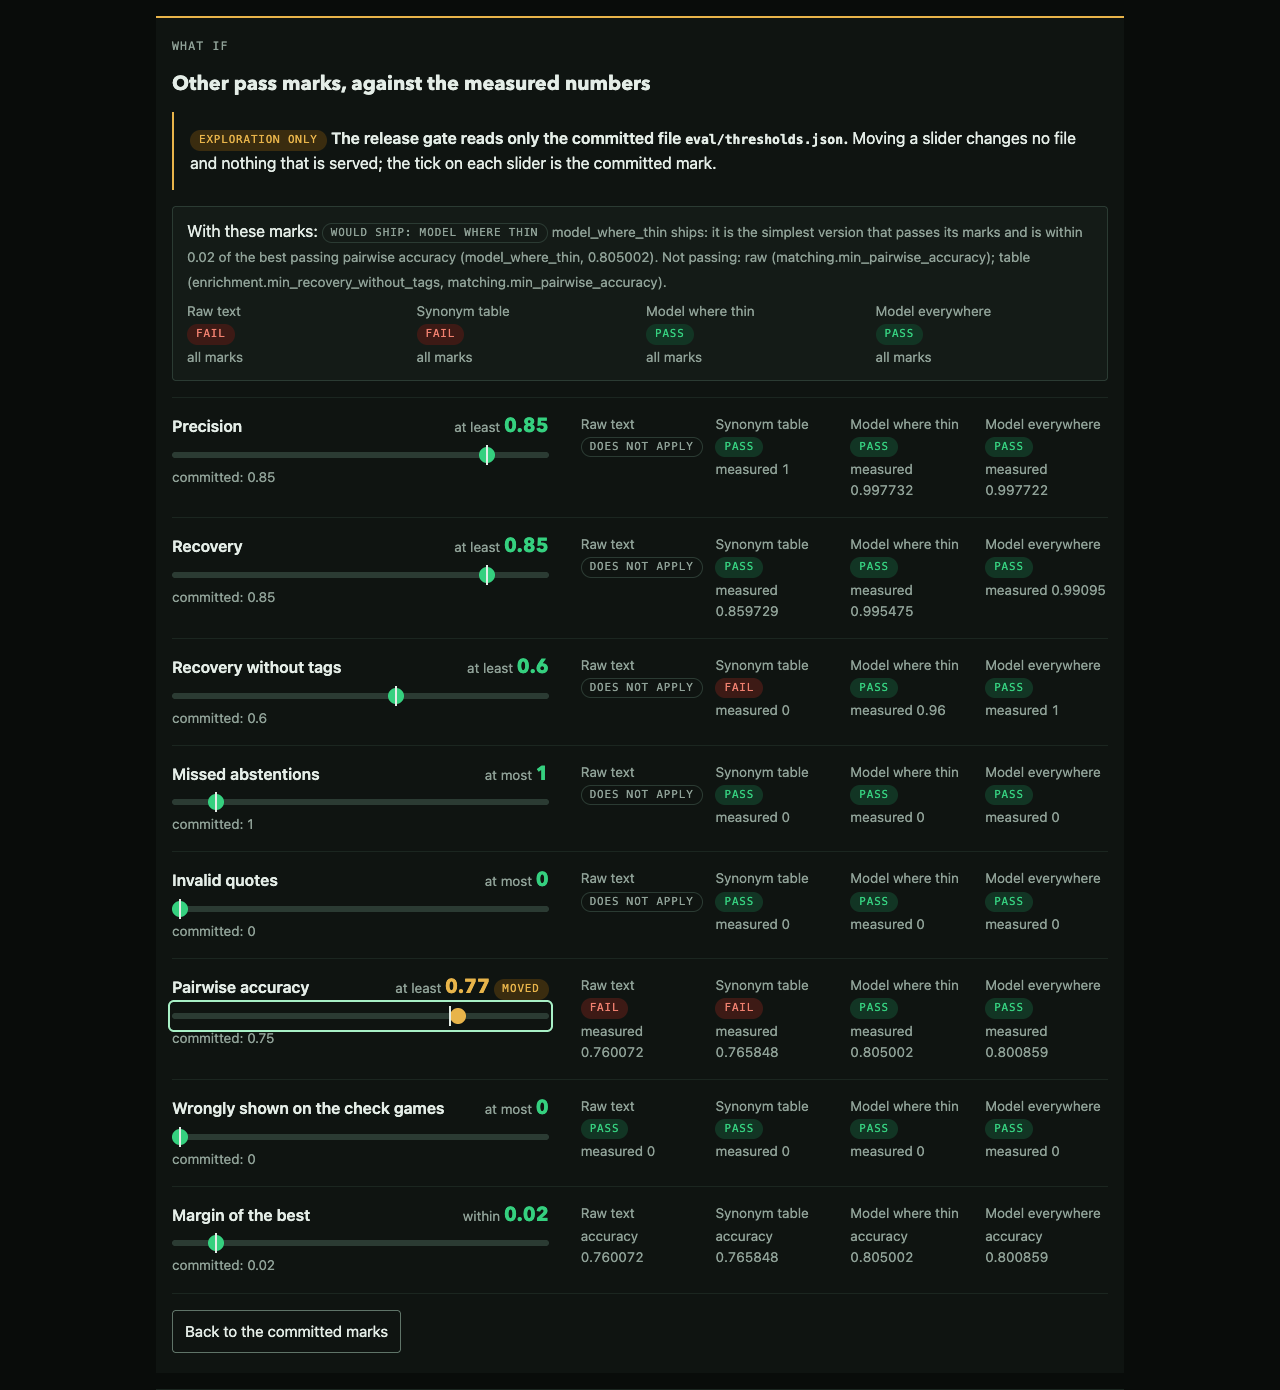 WHAT IF
Other pass marks, against the measured numbers
EXPLORATION ONLY The release gate reads only the committed file eval/thresholds.json. Moving a slider changes no file
and nothing that is served; the tick on each slider is the committed mark.
With these marks: WOULD SHIP: MODEL WHERE THIN model_where_thin ships: it is the simplest version that passes its marks and is within
0.02 of the best passing pairwise accuracy (model_where_thin, 0.805002). Not passing: raw (matching.min_pairwise_accuracy); table
(enrichment.min_recovery_without_tags, matching.min_pairwise_accuracy).
Raw text Synonym table Model where thin Model everywhere
FAIL FAIL PASS PASS
all marks all marks all marks all marks
Precision at least 0.85 Raw text Synonym table Model where thin Model everywhere
DOES NOT APPLY PASS PASS PASS
committed: 0.85 measured 1 measured measured
0.997732 0.997722
Recovery at least 0.85 Raw text Synonym table Model where thin Model everywhere
DOES NOT APPLY PASS PASS PASS
committed: 0.85 measured measured measured 0.99095
0.859729 0.995475
Recovery without tags at least 0.6 Raw text Synonym table Model where thin Model everywhere
DOES NOT APPLY FAIL PASS PASS
committed: 0.6 measured 0 measured 0.96 measured 1
Missed abstentions at most 1 Raw text Synonym table Model where thin Model everywhere
DOES NOT APPLY PASS PASS PASS
committed: 1 measured 0 measured 0 measured 0
Invalid quotes at most 0 Raw text Synonym table Model where thin Model everywhere
DOES NOT APPLY PASS PASS PASS
committed: 0 measured 0 measured 0 measured 0
Pairwise accuracy at least 0.77 MOVED Raw text Synonym table Model where thin Model everywhere
FAIL FAIL PASS PASS
committed: 0.75 measured measured measured measured
0.760072 0.765848 0.805002 0.800859
Wrongly shown on the check games at most 0 Raw text Synonym table Model where thin Model everywhere
PASS PASS PASS PASS
committed: 0 measured 0 measured 0 measured 0 measured 0
Margin of the best within 0.02 Raw text Synonym table Model where thin Model everywhere
accuracy accuracy accuracy accuracy
committed: 0.02 0.760072 0.765848 0.805002 0.800859
Back to the committed marks